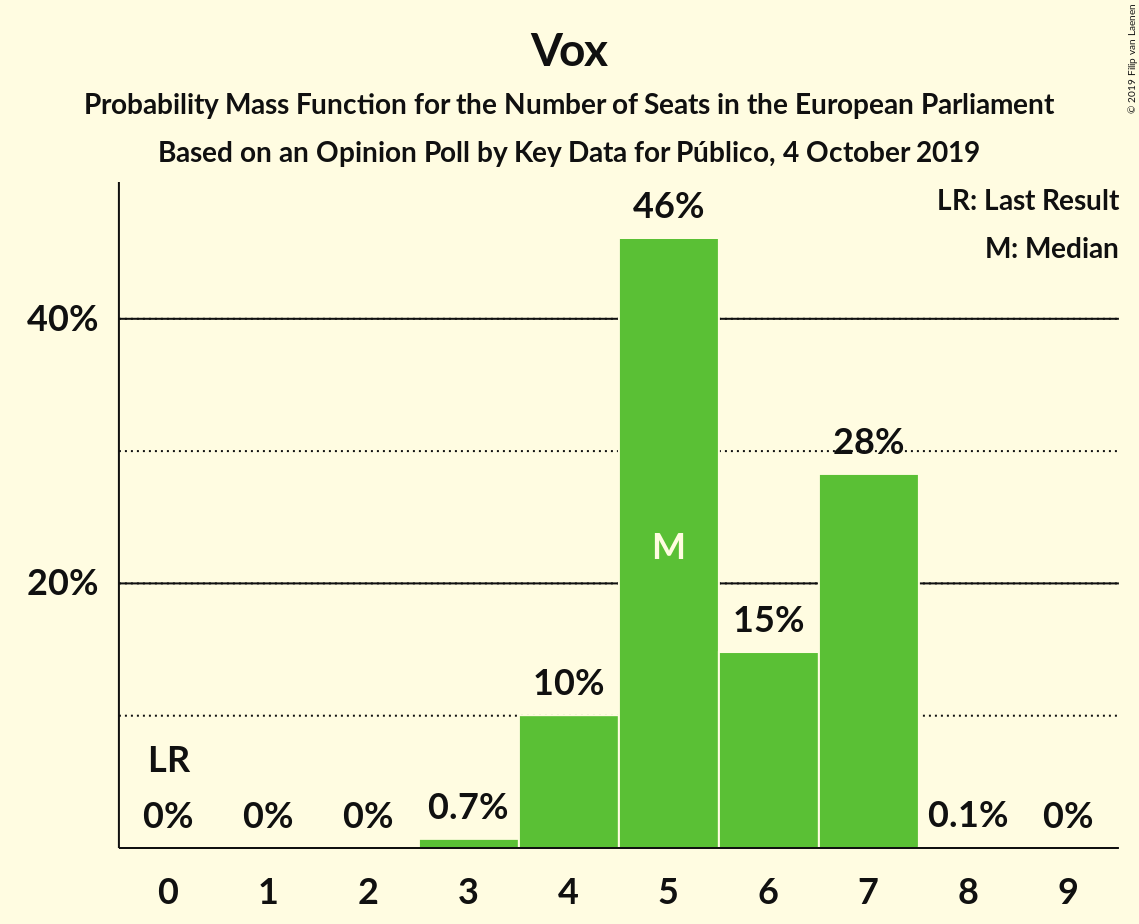 Vox
Probability Mass Function for the Number of Seats in the European Parliament
Based on an Opinion Poll by Key Data for Público, 4 October 2019
© 2019 Filip van Laenen
LR: Last Result
M: Median
46%
40%
28%
M
20%
15%
10%
LR
0% 0% 0% 0.7% 0.1% 0%
0 1 2 3 4 5 6 7 8 9